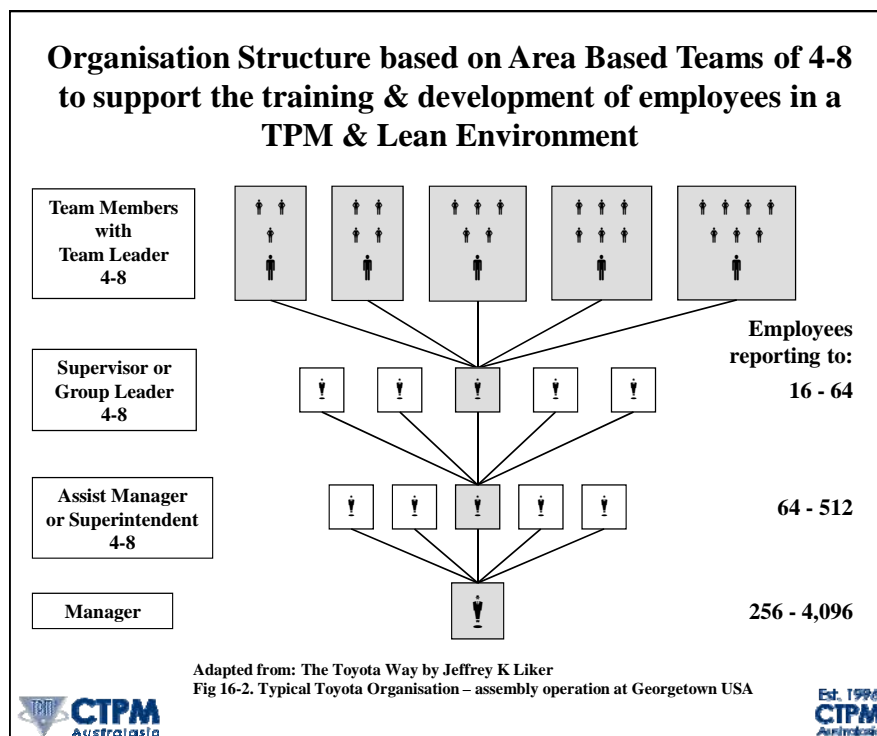 Organisation Structure based on Area Based Teams of 4-8
to support the training & development of employees in a
TPM & Lean Environment
Team Members
with
Team Leader
4-8
Employees
reporting to:
Supervisor or
Group Leader
4-8
16 - 64
Assist Manager
or Superintendent
4-8
64 - 512
Manager
256 - 4,096
Adapted from: The Toyota Way by Jeffrey K Liker
Fig 16-2. Typical Toyota Organisation – assembly operation at Georgetown USA
TPM
CTPM
Australasia
Est. 1996
CTPM
Australasia